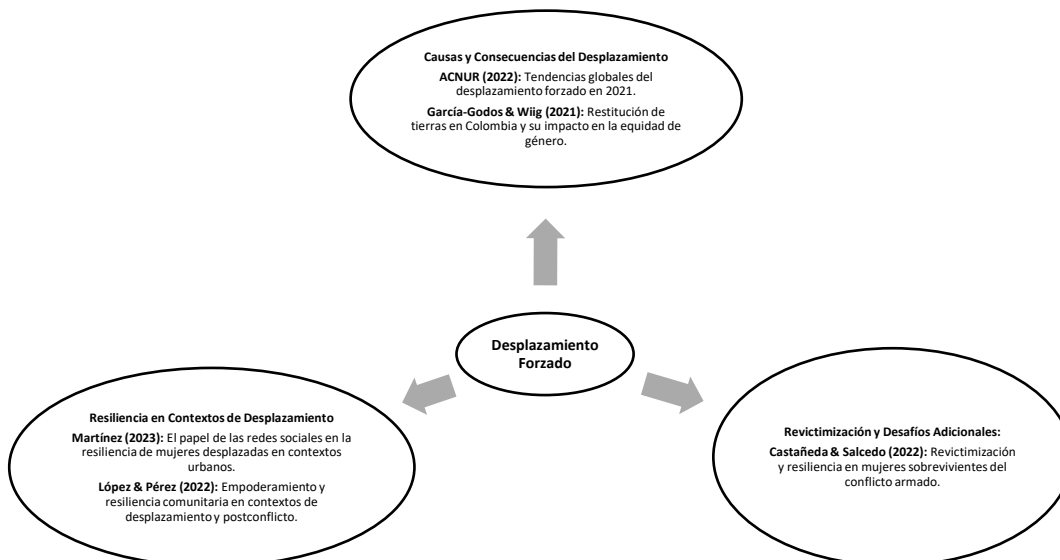 Causas y Consecuencias del Desplazamiento
ACNUR (2022): Tendencias globales del
desplazamiento forzado en 2021.
García-Godos & Wiig (2021): Restitución de
tierras en Colombia y su impacto en la equidad de
género.
Desplazamiento
Forzado
Resiliencia en Contextos de Desplazamiento
Martínez (2023): El papel de las redes sociales en la
resiliencia de mujeres desplazadas en contextos
urbanos.
López & Pérez (2022): Empoderamiento y
resiliencia comunitaria en contextos de
desplazamiento y postconflicto.
Revictimización y Desafíos Adicionales:
Castañeda & Salcedo (2022): Revictimización
y resiliencia en mujeres sobrevivientes del
conflicto armado.